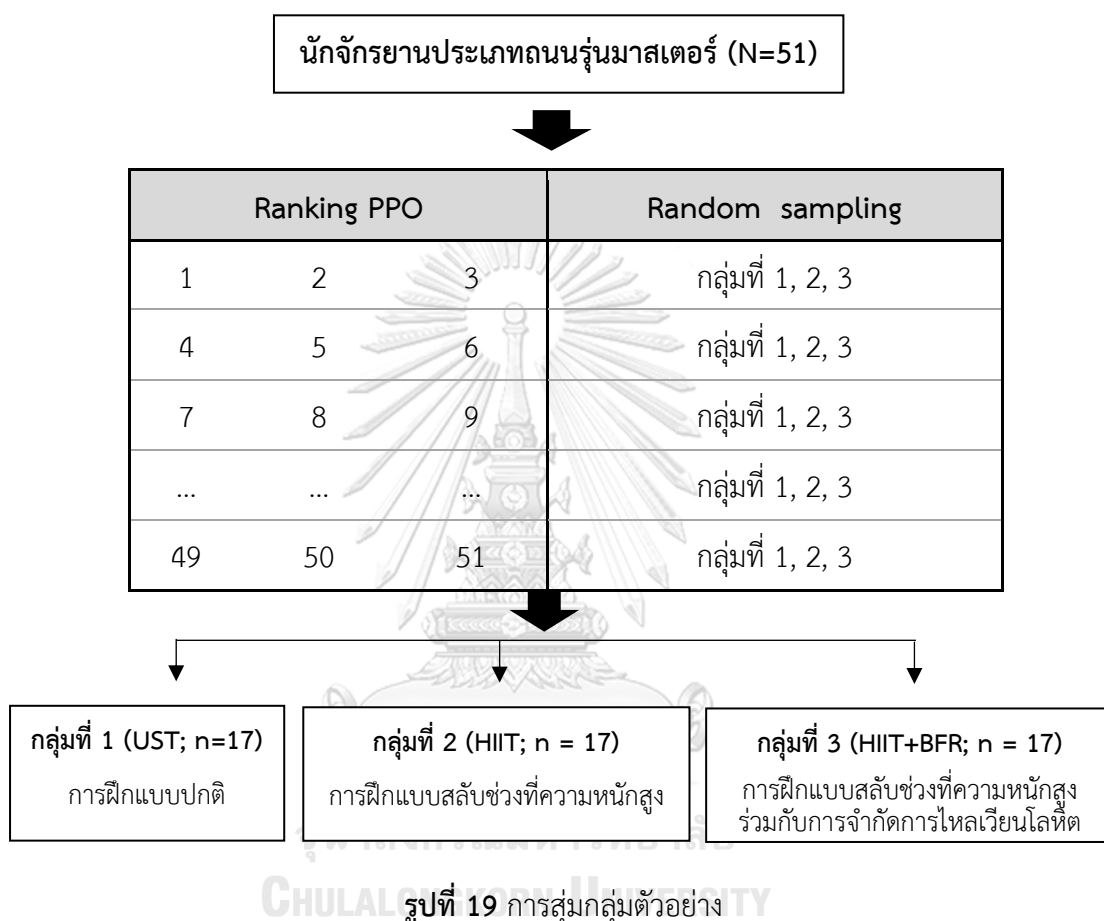 นักจักรยานประเภทถนนรุ่นมาสเตอร์ (N=51)
Ranking PPO Random sampling
1 2 3 กลุ่มที่ 1, 2, 3
4 5 6 กลุ่มที่ 1, 2, 3
7 8 9 กลุ่มที่ 1, 2, 3
... ... ... กลุ่มที่ 1, 2, 3
49 50 51 กลุ่มที่ 1, 2, 3
กลุ่มที่ 1 (UST; n=17)
การฝึกแบบปกติ
กลุ่มที่ 2 (HIIT; n = 17)
การฝึกแบบสลับช่วงที่ความหนักสูง
กลุ่มที่ 3 (HIIT+BFR; n = 17)
การฝึกแบบสลับช่วงที่ความหนักสูง
ร่วมกับการจำกัดการไหลเวียนโลหิต
รูปที่ 19 การสุ่มกลุ่มตัวอย่าง